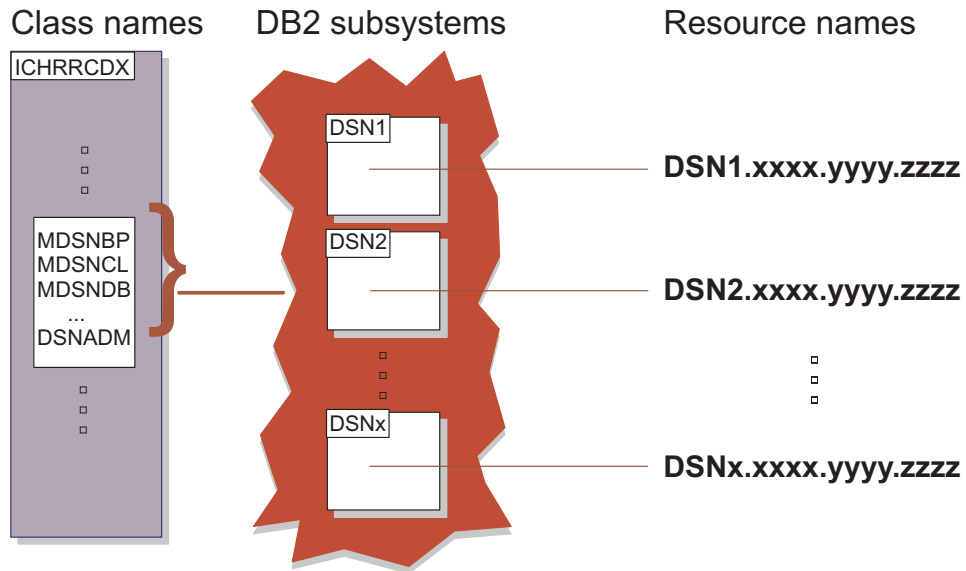 Class names
DB2 subsystems
Resource names
ICHRRCDX
MDSNBP
MDSNCL
MDSNDB
...
DSNADM
DSN1
DSN2
DSNx
DSN1.xxxx.yyyy.zzzz
DSN2.xxxx.yyyy.zzzz
DSNx.xxxx.yyyy.zzzz